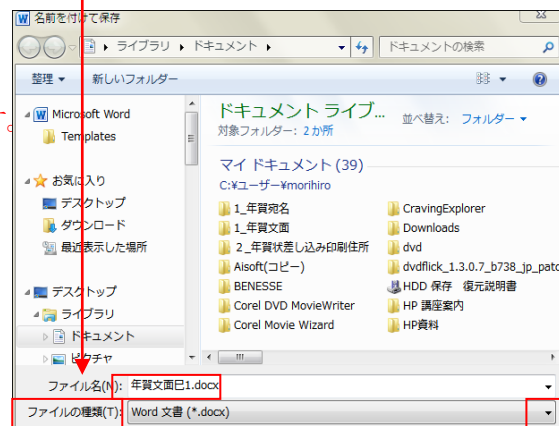 名前を付けて保存
ライブラリ ▸ ドキュメント ▸
ドキュメントの検索
整理 ▼ 新しいフォルダー
Microsoft Word
Templates
お気に入り
デスクトップ
ダウンロード
最近表示した場所
デスクトップ
ライブラリ
ドキュメント
ピクチャ
ドキュメント ライブ...
対象フォルダー: 2か所
並べ替え: フォルダー ▼
マイ ドキュメント (39)
C:¥ユーザー¥morihiro
1_年賀宛名
1_年賀文面
2_年賀状差し込み印刷住所
Aisoft(コピー)
BENESSE
Corel DVD MovieWriter
Corel Movie Wizard
CravingExplorer
Downloads
dvd
dvdflick_1.3.0.7_b738_jp_patc
HDD 保存 復元説明書
HP 講座案内
HP資料
ファイル名(N): 年賀文面巳1.docx
ファイルの種類(T): Word 文書 (*.docx)